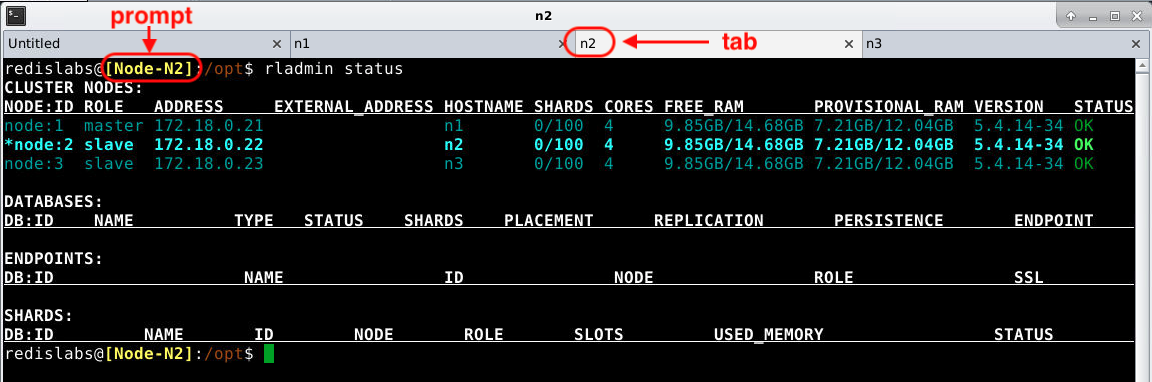 prompt
n2
Untitled n1 n2 tab n3
redislabs@[Node-N2]:/opt$ rladmin status
CLUSTER NODES:
NODE:ID ROLE ADDRESS EXTERNAL_ADDRESS HOSTNAME SHARDS CORES FREE_RAM PROVISIONAL_RAM VERSION STATUS
node:1 master 172.18.0.21 n1 0/100 4 9.85GB/14.68GB 7.21GB/12.04GB 5.4.14-34 OK
*node:2 slave 172.18.0.22 n2 0/100 4 9.85GB/14.68GB 7.21GB/12.04GB 5.4.14-34 OK
node:3 slave 172.18.0.23 n3 0/100 4 9.85GB/14.68GB 7.21GB/12.04GB 5.4.14-34 OK
DATABASES:
DB:ID NAME TYPE STATUS SHARDS PLACEMENT REPLICATION PERSISTENCE ENDPOINT
ENDPOINTS:
DB:ID NAME ID NODE ROLE SSL
SHARDS:
DB:ID NAME ID NODE ROLE SLOTS USED_MEMORY STATUS
redislabs@[Node-N2]:/opt$